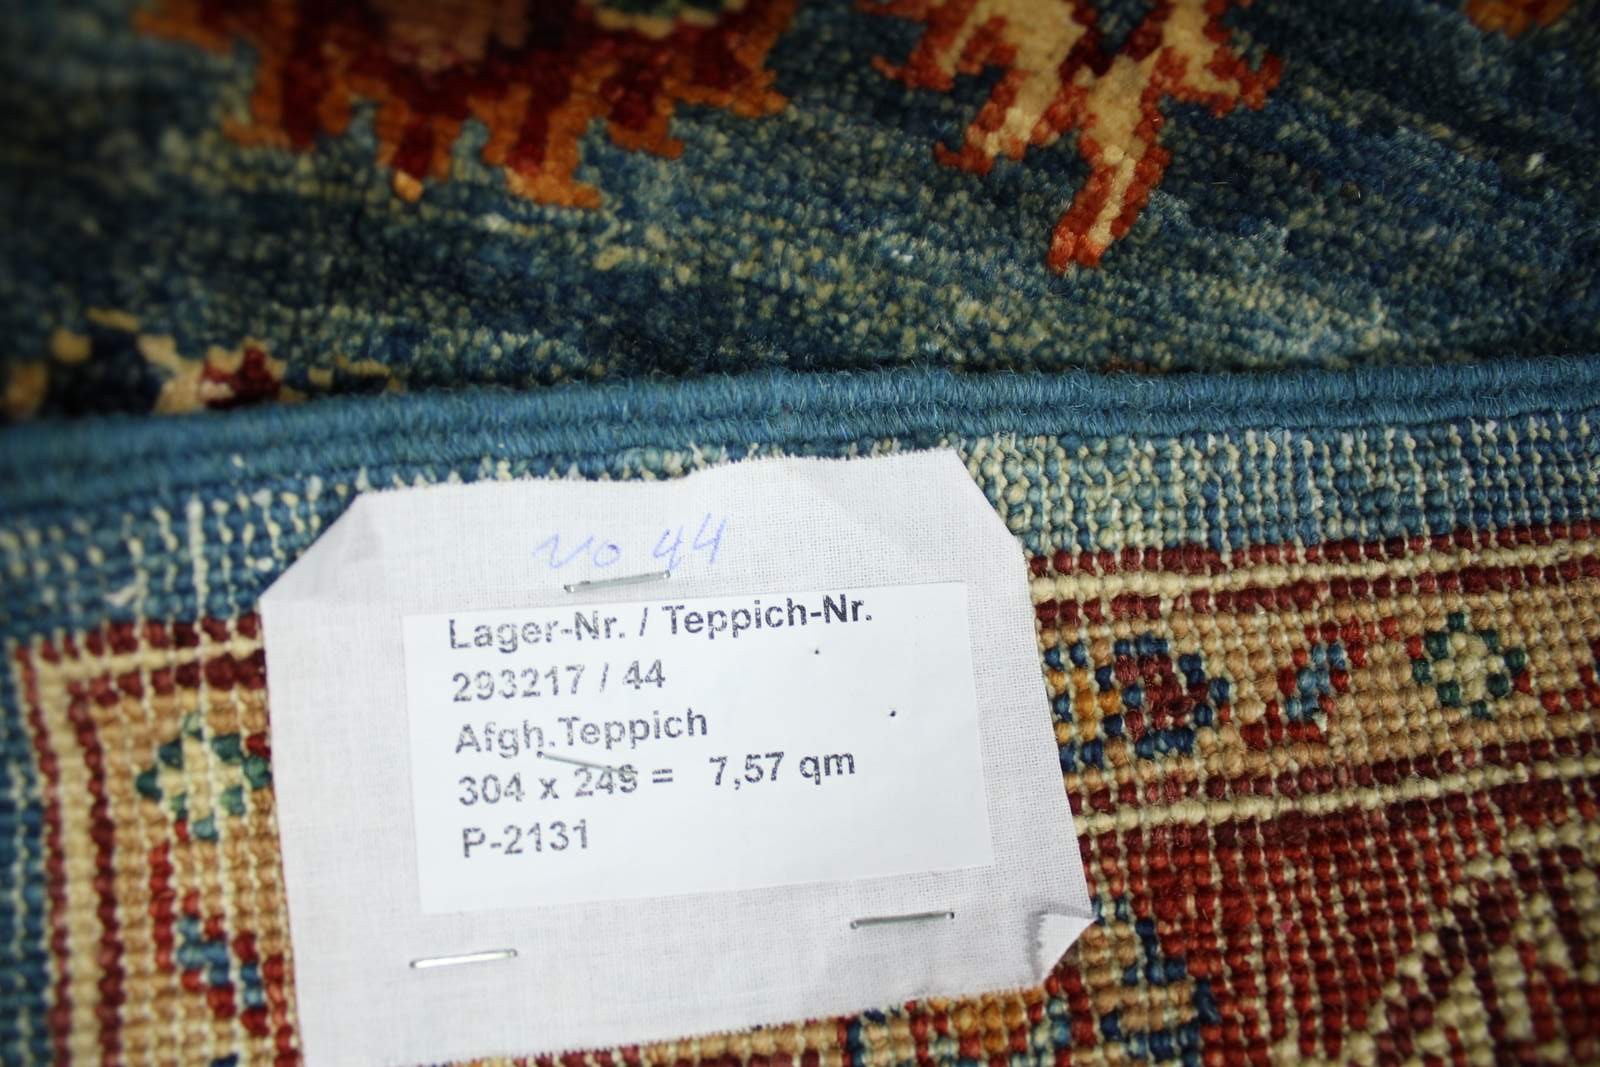 No 44
Lager-Nr. / Teppich-Nr.
293217 / 44
Afgh.Teppich
304 x 249 = 7,57 qm
P-2131